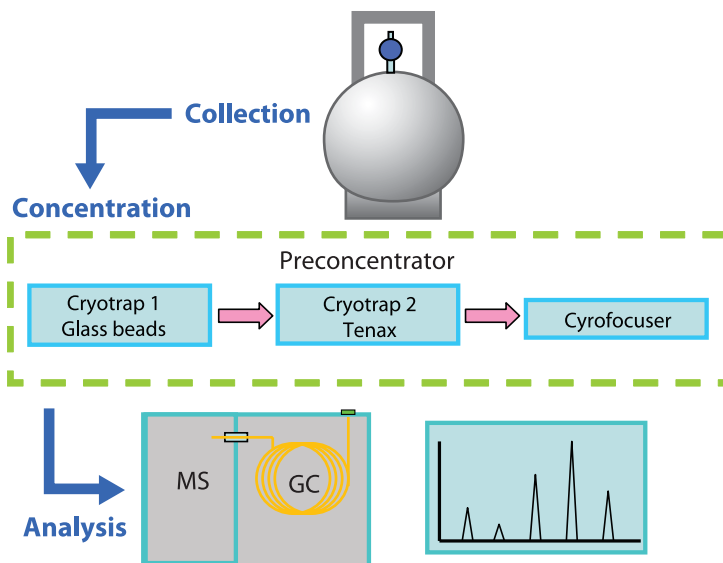 Collection
Concentration
Preconcentrator
Cryotrap 1
Glass beads
Cryotrap 2
Tenax
Cyrofocuser
MS
GC
Analysis